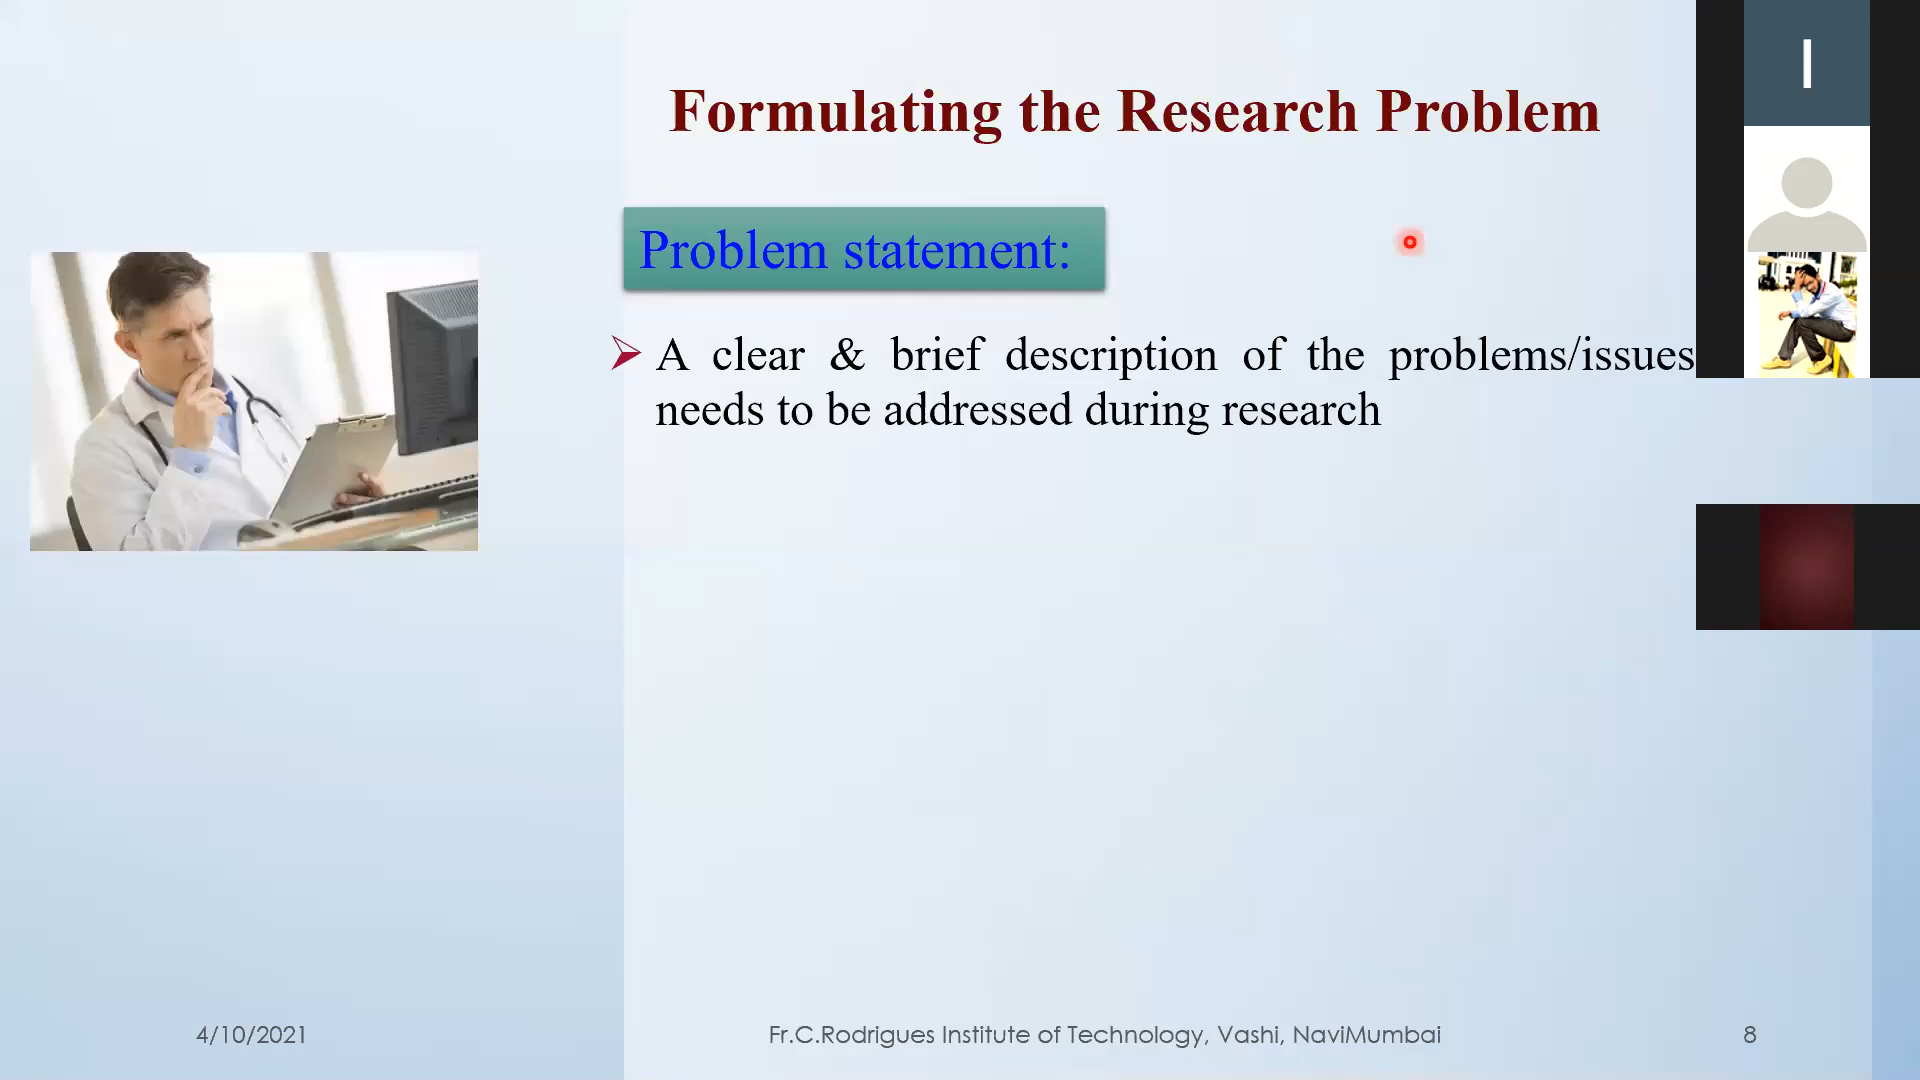 Formulating the Research Problem
I
Problem statement:
A clear & brief description of the problems/issues
needs to be addressed during research
4/10/2021
Fr.C.Rodrigues Institute of Technology, Vashi, NaviMumbai
8